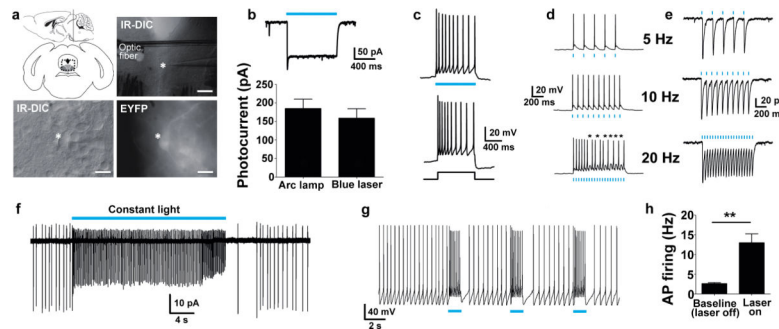 a
IR-DIC
Optic
fiber
*
IR-DIC
*
EYFP
*
b
50 pA
400 ms
Photocurrent (pA)
250
200
150
100
50
0
Arc lamp
Blue laser
c
20 mV
400 ms
d
e
5 Hz
20 mV
200 ms
10 Hz
20 p
200 m
20 Hz
f
Constant light
10 pA
4 s
g
40 mV
2 s
h
AP firing (Hz)
20
15
10
5
0
**
Baseline
(laser off)
Laser
on